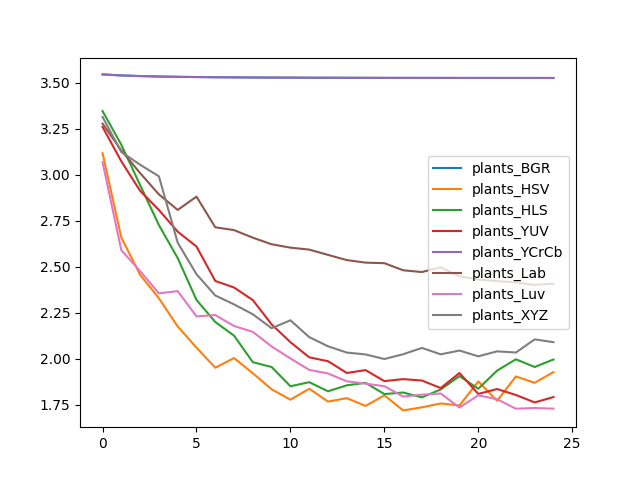 3.50
3.25
3.00
2.75
2.50
2.25
2.00
1.75
0
5
10
15
20
25
plants_BGR
plants_HSV
plants_HLS
plants_YUV
plants_YCrCb
plants_Lab
plants_Luv
plants_XYZ